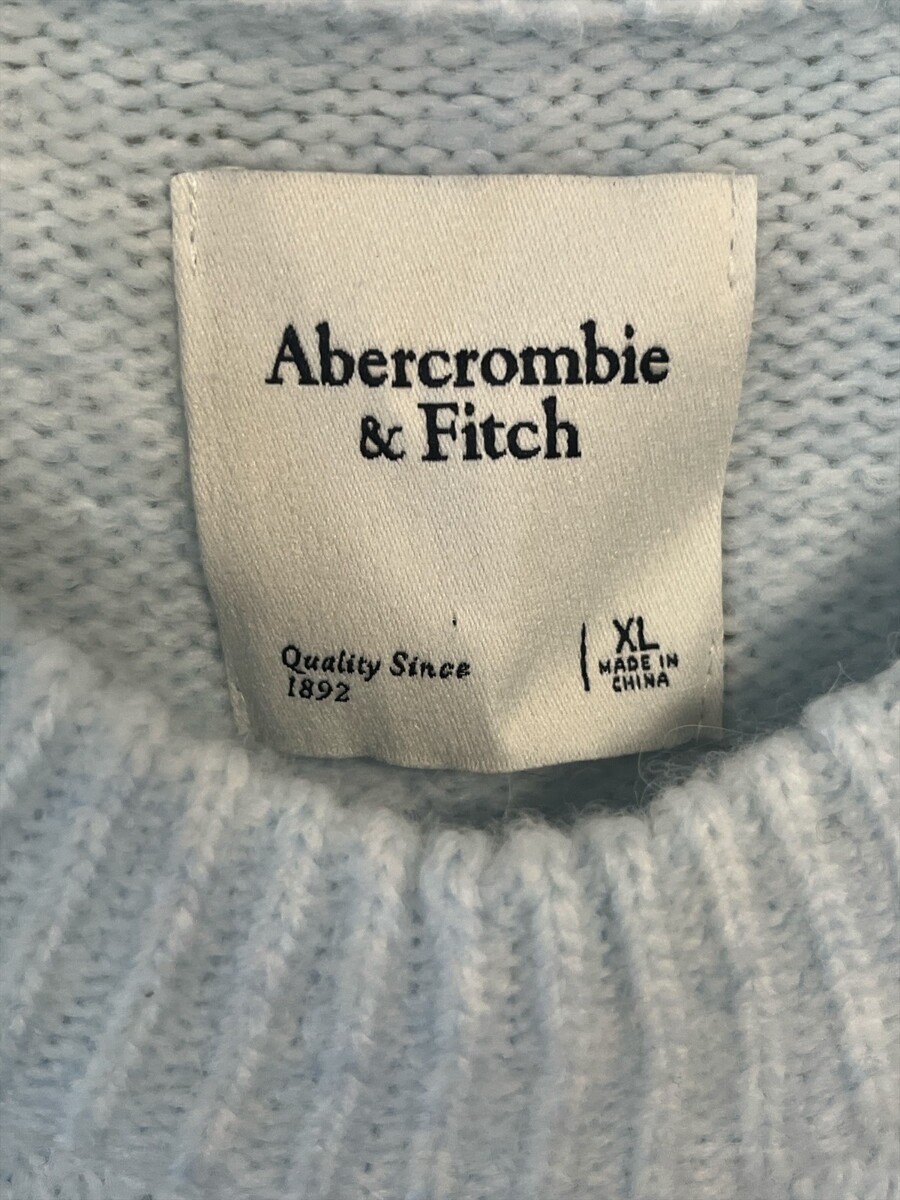 Abercrombie
& Fitch
Quality Since
1892
XL
MADE IN
CHINA